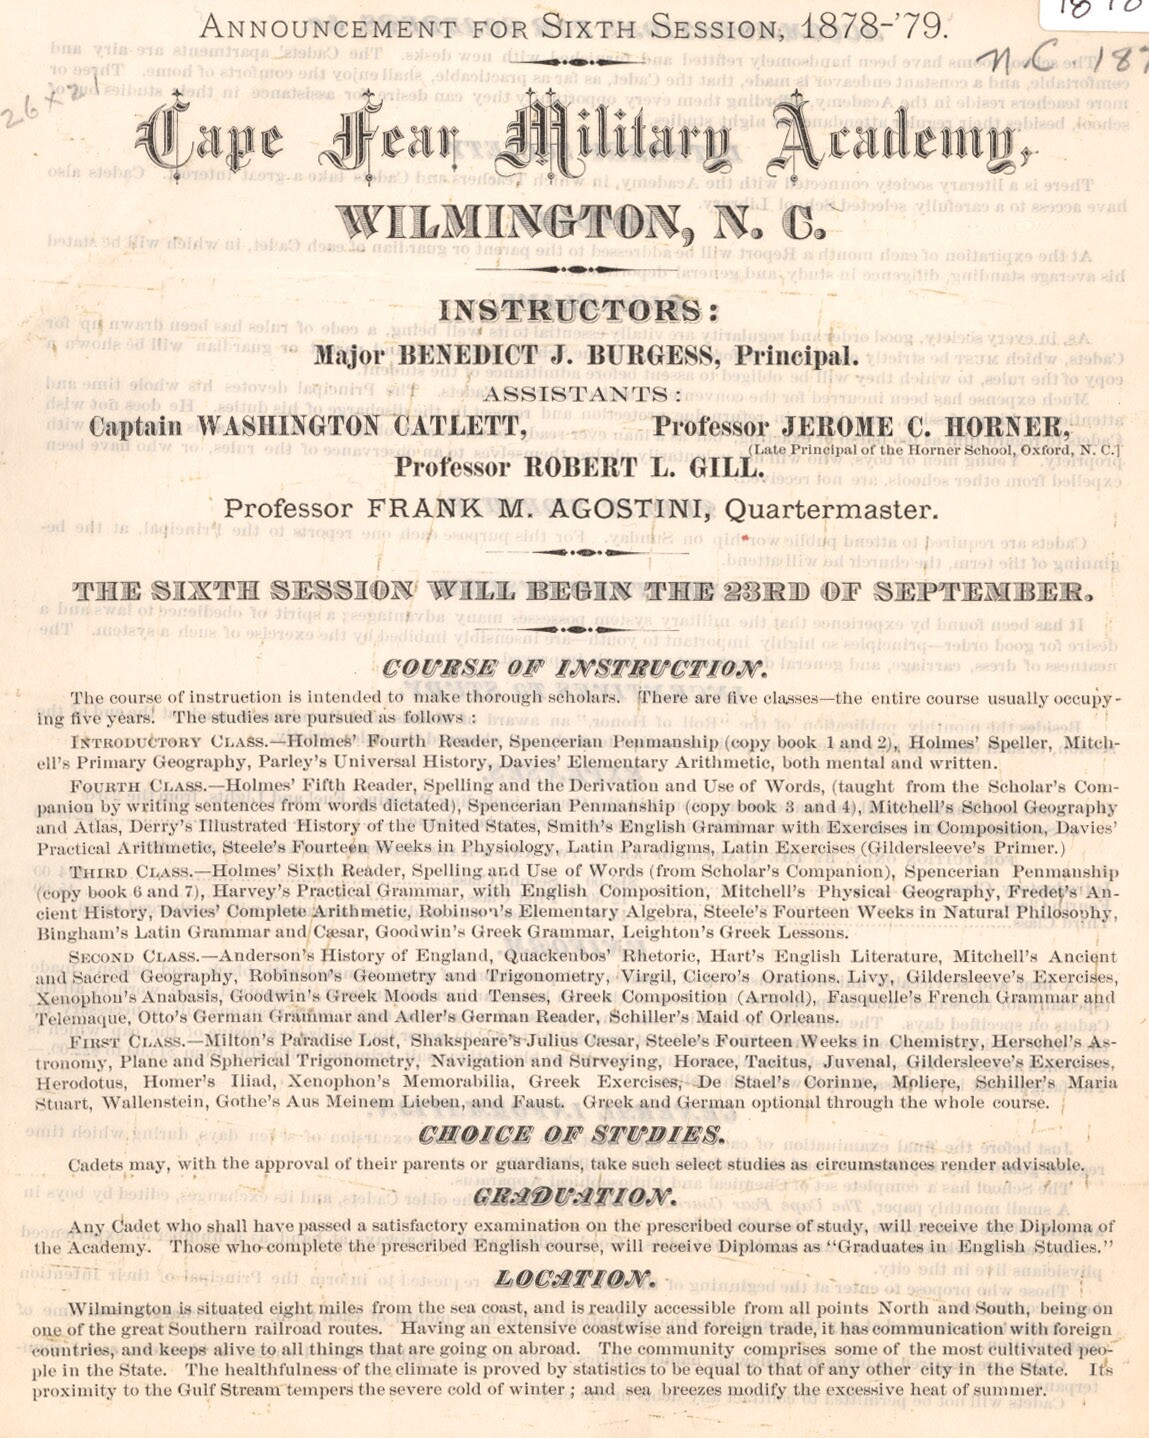 1878
ANNOUNCEMENT FOR SIXTH SESSION, 1878-'79.
N.C. 187
26 x 21
Cape Fear Military Academy,
WILMINGTON, N. C.
INSTRUCTORS:
Major BENEDICT J. BURGESS, Principal.
ASSISTANTS:
Captain WASHINGTON CATLETT, Professor JEROME C. HORNER,
(Late Principal of the Horner School, Oxford, N. C.]
Professor ROBERT L. GILL.
Professor FRANK M. AGOSTINI, Quartermaster.
THE SIXTH SESSION WILL BEGIN THE 23RD OF SEPTEMBER.
COURSE OF INSTRUCTION.
The course of instruction is intended to make thorough scholars. There are five classes—the entire course usually occupy-
ing five years. The studies are pursued as follows :
INTRODUCTORY CLASS.—Holmes' Fourth Reader, Spencerian Penmanship (copy book 1 and 2), Holmes' Speller, Mitch-
ell's Primary Geography, Parley's Universal History, Davies' Elementary Arithmetic, both mental and written.
FOURTH CLASS.—Holmes' Fifth Reader, Spelling and the Derivation and Use of Words, (taught from the Scholar's Com-
panion by writing sentences from words dictated), Spencerian Penmanship (copy book 3 and 4), Mitchell's School Geography
and Atlas, Derry's Illustrated History of the United States, Smith's English Grammar with Exercises in Composition, Davies'
Practical Arithmetic, Steele's Fourteen Weeks in Physiology, Latin Paradigms, Latin Exercises (Gildersleeve's Primer.)
THIRD CLASS.—Holmes' Sixth Reader, Spelling and Use of Words (from Scholar's Companion), Spencerian Penmanship
(copy book 6 and 7), Harvey's Practical Grammar, with English Composition, Mitchell's Physical Geography, Fredet's An-
cient History, Davies' Complete Arithmetic, Robinson's Elementary Algebra, Steele's Fourteen Weeks in Natural Philosophy,
Bingham's Latin Grammar and Cæsar, Goodwin's Greek Grammar, Leighton's Greek Lessons.
SECOND CLASS.—Anderson's History of England, Quackenbos' Rhetoric, Hart's English Literature, Mitchell's Ancient
and Sacred Geography, Robinson's Geometry and Trigonometry, Virgil, Cicero's Orations, Livy, Gildersleeve's Exercises,
Xenophon's Anabasis, Goodwin's Greek Moods and Tenses, Greek Composition (Arnold), Fasquelle's French Grammar and
Telemaque, Otto's German Grammar and Adler's German Reader, Schiller's Maid of Orleans.
FIRST CLASS.—Milton's Paradise Lost, Shakspeare's Julius Cæsar, Steele's Fourteen Weeks in Chemistry, Herschel's As-
tronomy, Plane and Spherical Trigonometry, Navigation and Surveying, Horace, Tacitus, Juvenal, Gildersleeve's Exercises,
Herodotus, Homer's Iliad, Xenophon's Memorabilia, Greek Exercises, De Stael's Corinne, Moliere, Schiller's Maria
Stuart, Wallenstein, Gothe's Aus Meinem Lieben, and Faust. Greek and German optional through the whole course.
CHOICE OF STUDIES.
Cadets may, with the approval of their parents or guardians, take such select studies as circumstances render advisable.
GRADUATION.
Any Cadet who shall have passed a satisfactory examination on the prescribed course of study, will receive the Diploma of
the Academy. Those who complete the prescribed English course, will receive Diplomas as "Graduates in English Studies."
LOCATION.
Wilmington is situated eight miles from the sea coast, and is readily accessible from all points North and South, being on
one of the great Southern railroad routes. Having an extensive coastwise and foreign trade, it has communication with foreign
countries, and keeps alive to all things that are going on abroad. The community comprises some of the most cultivated peo-
ple in the State. The healthfulness of the climate is proved by statistics to be equal to that of any other city in the State. Its
proximity to the Gulf Stream tempers the severe cold of winter ; and sea breezes modify the excessive heat of summer.